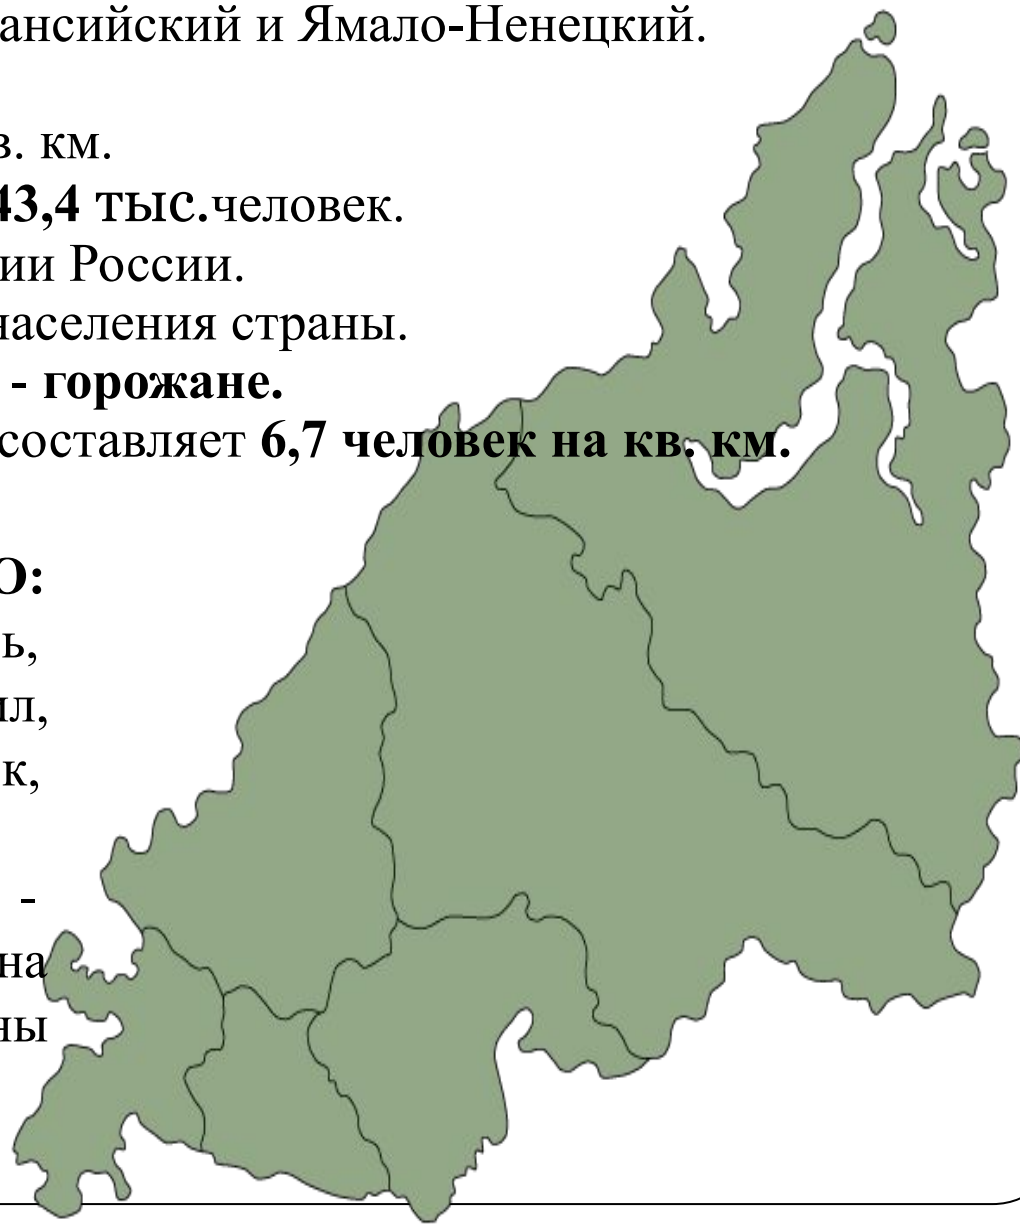 ансийский и Ямало-Ненецкий.
в. км.
43,4 тыс.человек.
ии России.
населения страны.
- горожане.
составляет 6,7 человек на кв. км.
О:
ь,
ил,
к,
-
на
ны